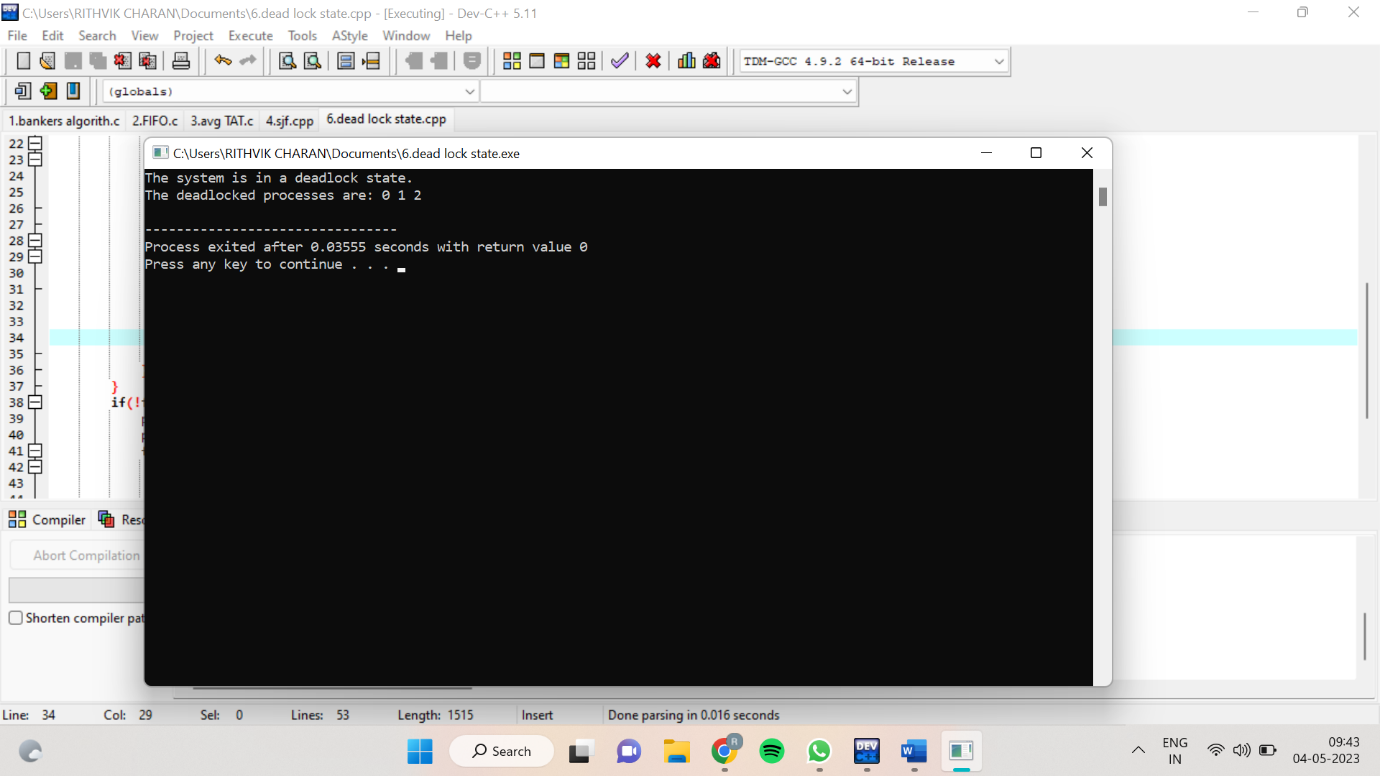 C:\Users\RITHVIK CHARAN\Documents\6.dead lock state.cpp - [Executing] - Dev-C++ 5.11
File Edit Search View Project Execute Tools AStyle Window Help
TDM-GCC 4.9.2 64-bit Release
(globals)
1.bankers algorith.c 2.FIFO.c 3.avg TAT.c 4.sjf.cpp 6.dead lock state.cpp
C:\Users\RITHVIK CHARAN\Documents\6.dead lock state.exe
The system is in a deadlock state.
The deadlocked processes are: 0 1 2
--------------------------------
Process exited after 0.03555 seconds with return value 0
Press any key to continue . . .
22
23
24
25
26
27
28
29
30
31
32
33
34
35
36
37 }
38 if(!
39
40
41
42
43
Compiler
Abort Compilation
Shorten compiler
Line: 34 Col: 29 Sel: 0 Lines: 53 Length: 1515 Insert Done parsing in 0.016 seconds
Search
R
DEV
W
ENG
IN
09:43
04-05-2023